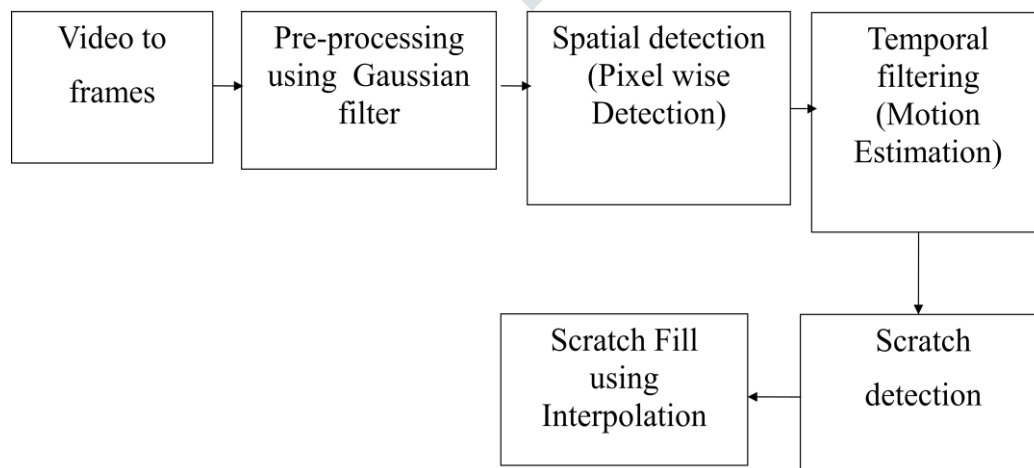 Video to
frames
Pre-processing
using Gaussian
filter
Spatial detection
(Pixel wise
Detection)
Temporal
filtering
(Motion
Estimation)
Scratch
detection
Scratch Fill
using
Interpolation